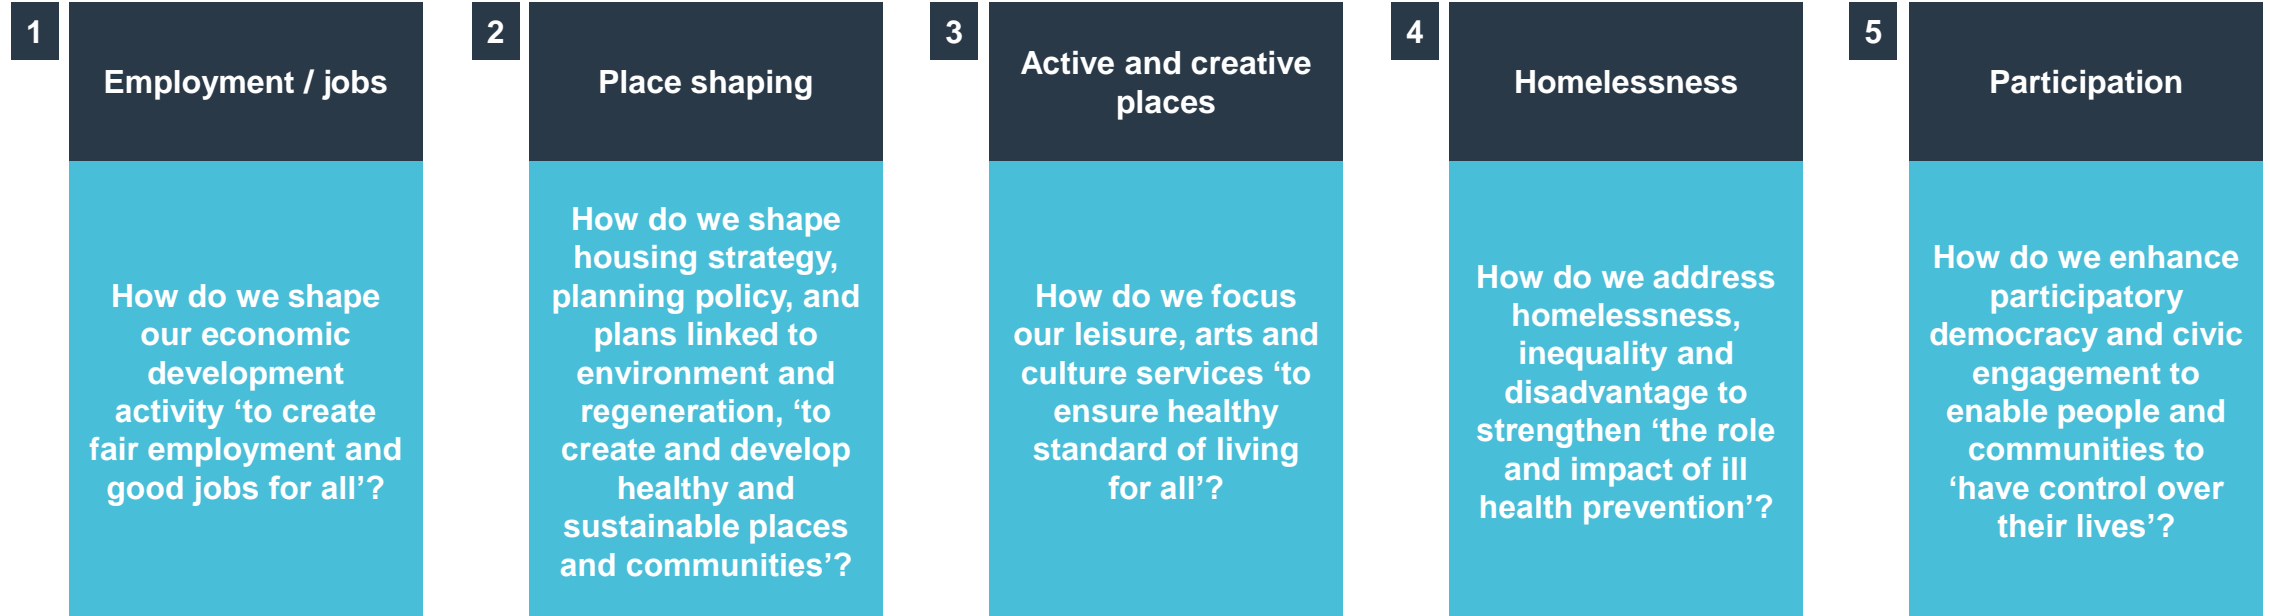 1
Employment / jobs
How do we shape
our economic
development
activity ‘to create
fair employment and
good jobs for all’?
2
Place shaping
How do we shape
housing strategy,
planning policy, and
plans linked to
environment and
regeneration, ‘to
create and develop
healthy and
sustainable places
and communities’?
3
Active and creative
places
How do we focus
our leisure, arts and
culture services ‘to
ensure healthy
standard of living
for all’?
4
Homelessness
How do we address
homelessness,
inequality and
disadvantage to
strengthen ‘the role
and impact of ill
health prevention’?
5
Participation
How do we enhance
participatory
democracy and civic
engagement to
enable people and
communities to
‘have control over
their lives’?